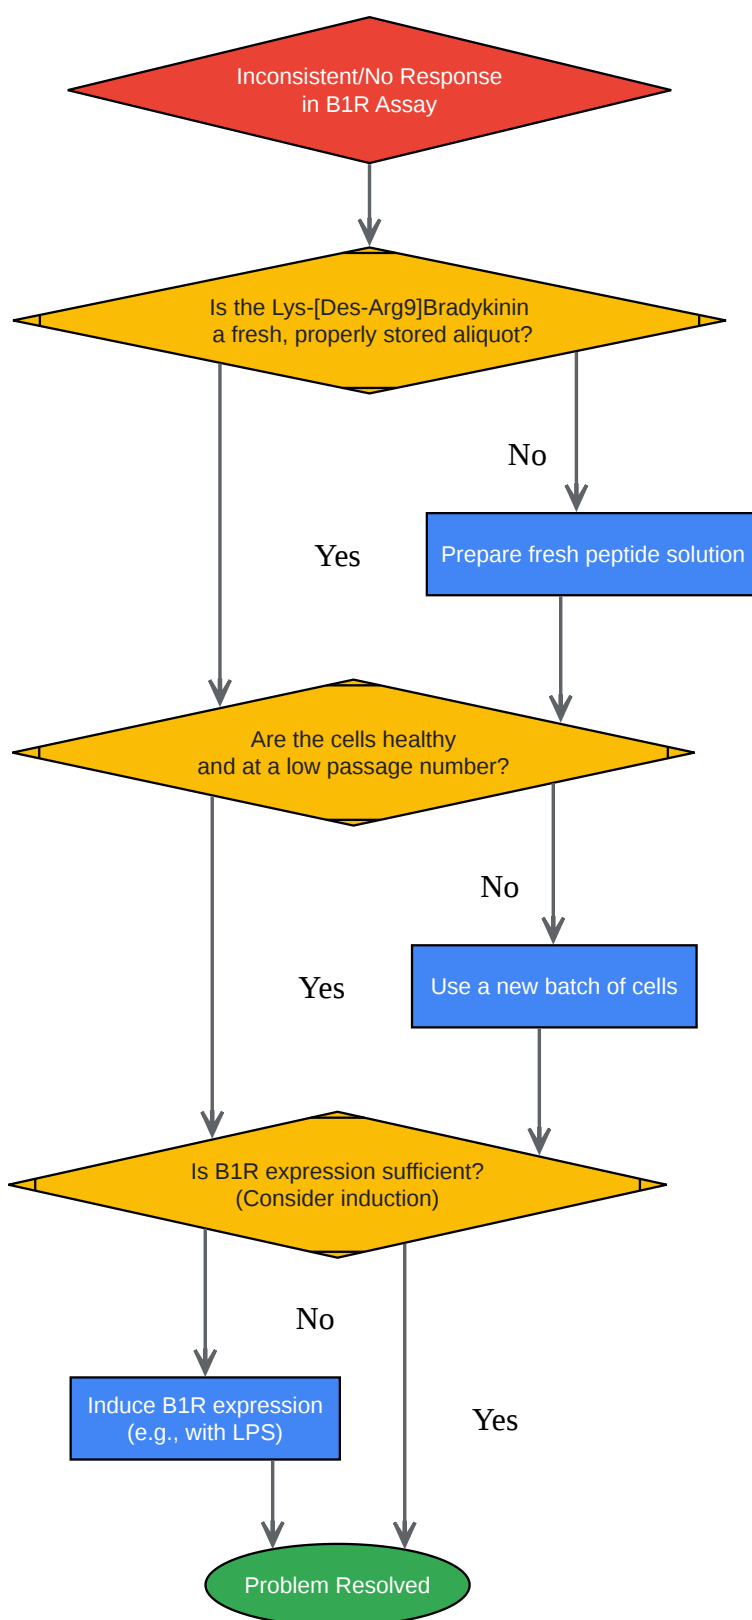 Inconsistent/No Response
in B1R Assay
Is the Lys-[Des-Arg9]Bradykinin
a fresh, properly stored aliquot?
No
Yes
Prepare fresh peptide solution
Are the cells healthy
and at a low passage number?
No
Yes
Use a new batch of cells
Is B1R expression sufficient?
(Consider induction)
No
Induce B1R expression
(e.g., with LPS)
Yes
Problem Resolved